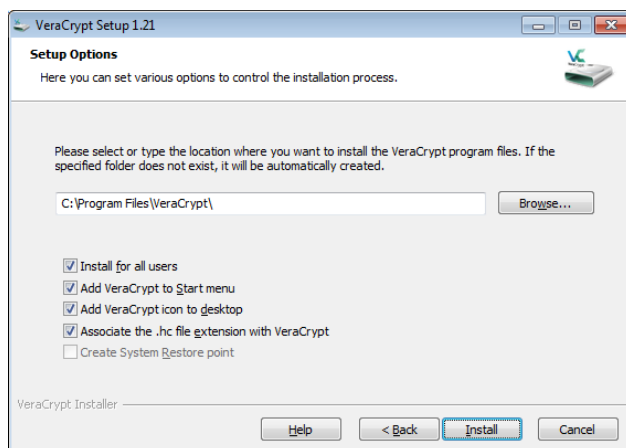 VeraCrypt Setup 1.21
Setup Options
Here you can set various options to control the installation process.
VC
VeraCrypt
Please select or type the location where you want to install the VeraCrypt program files. If the
specified folder does not exist, it will be automatically created.
C:\Program Files\VeraCrypt\
Browse...
Install for all users
Add VeraCrypt to Start menu
Add VeraCrypt icon to desktop
Associate the .hc file extension with VeraCrypt
Create System Restore point
VeraCrypt Installer
Help
< Back
Install
Cancel